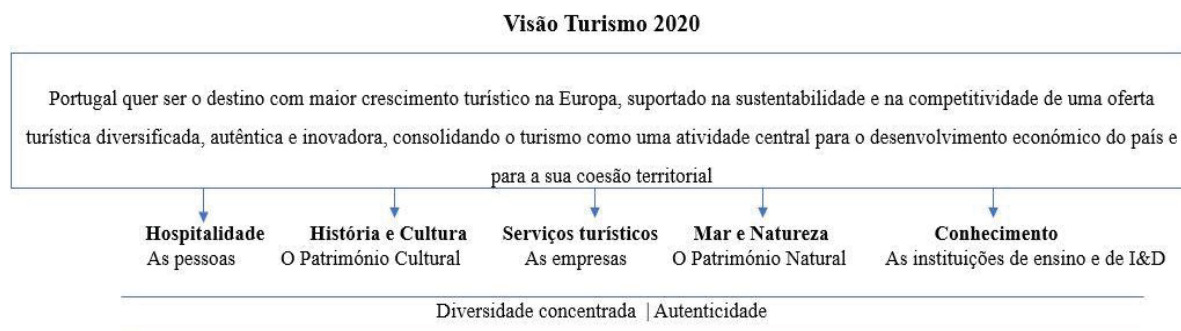 Visão Turismo 2020
Portugal quer ser o destino com maior crescimento turístico na Europa, suportado na sustentabilidade e na competitividade de uma oferta
turística diversificada, autêntica e inovadora, consolidando o turismo como uma atividade central para o desenvolvimento económico do país e
para a sua coesão territorial
Hospitalidade História e Cultura Serviços turísticos Mar e Natureza Conhecimento
As pessoas O Património Cultural As empresas O Património Natural As instituições de ensino e de I&D
Diversidade concentrada | Autenticidade